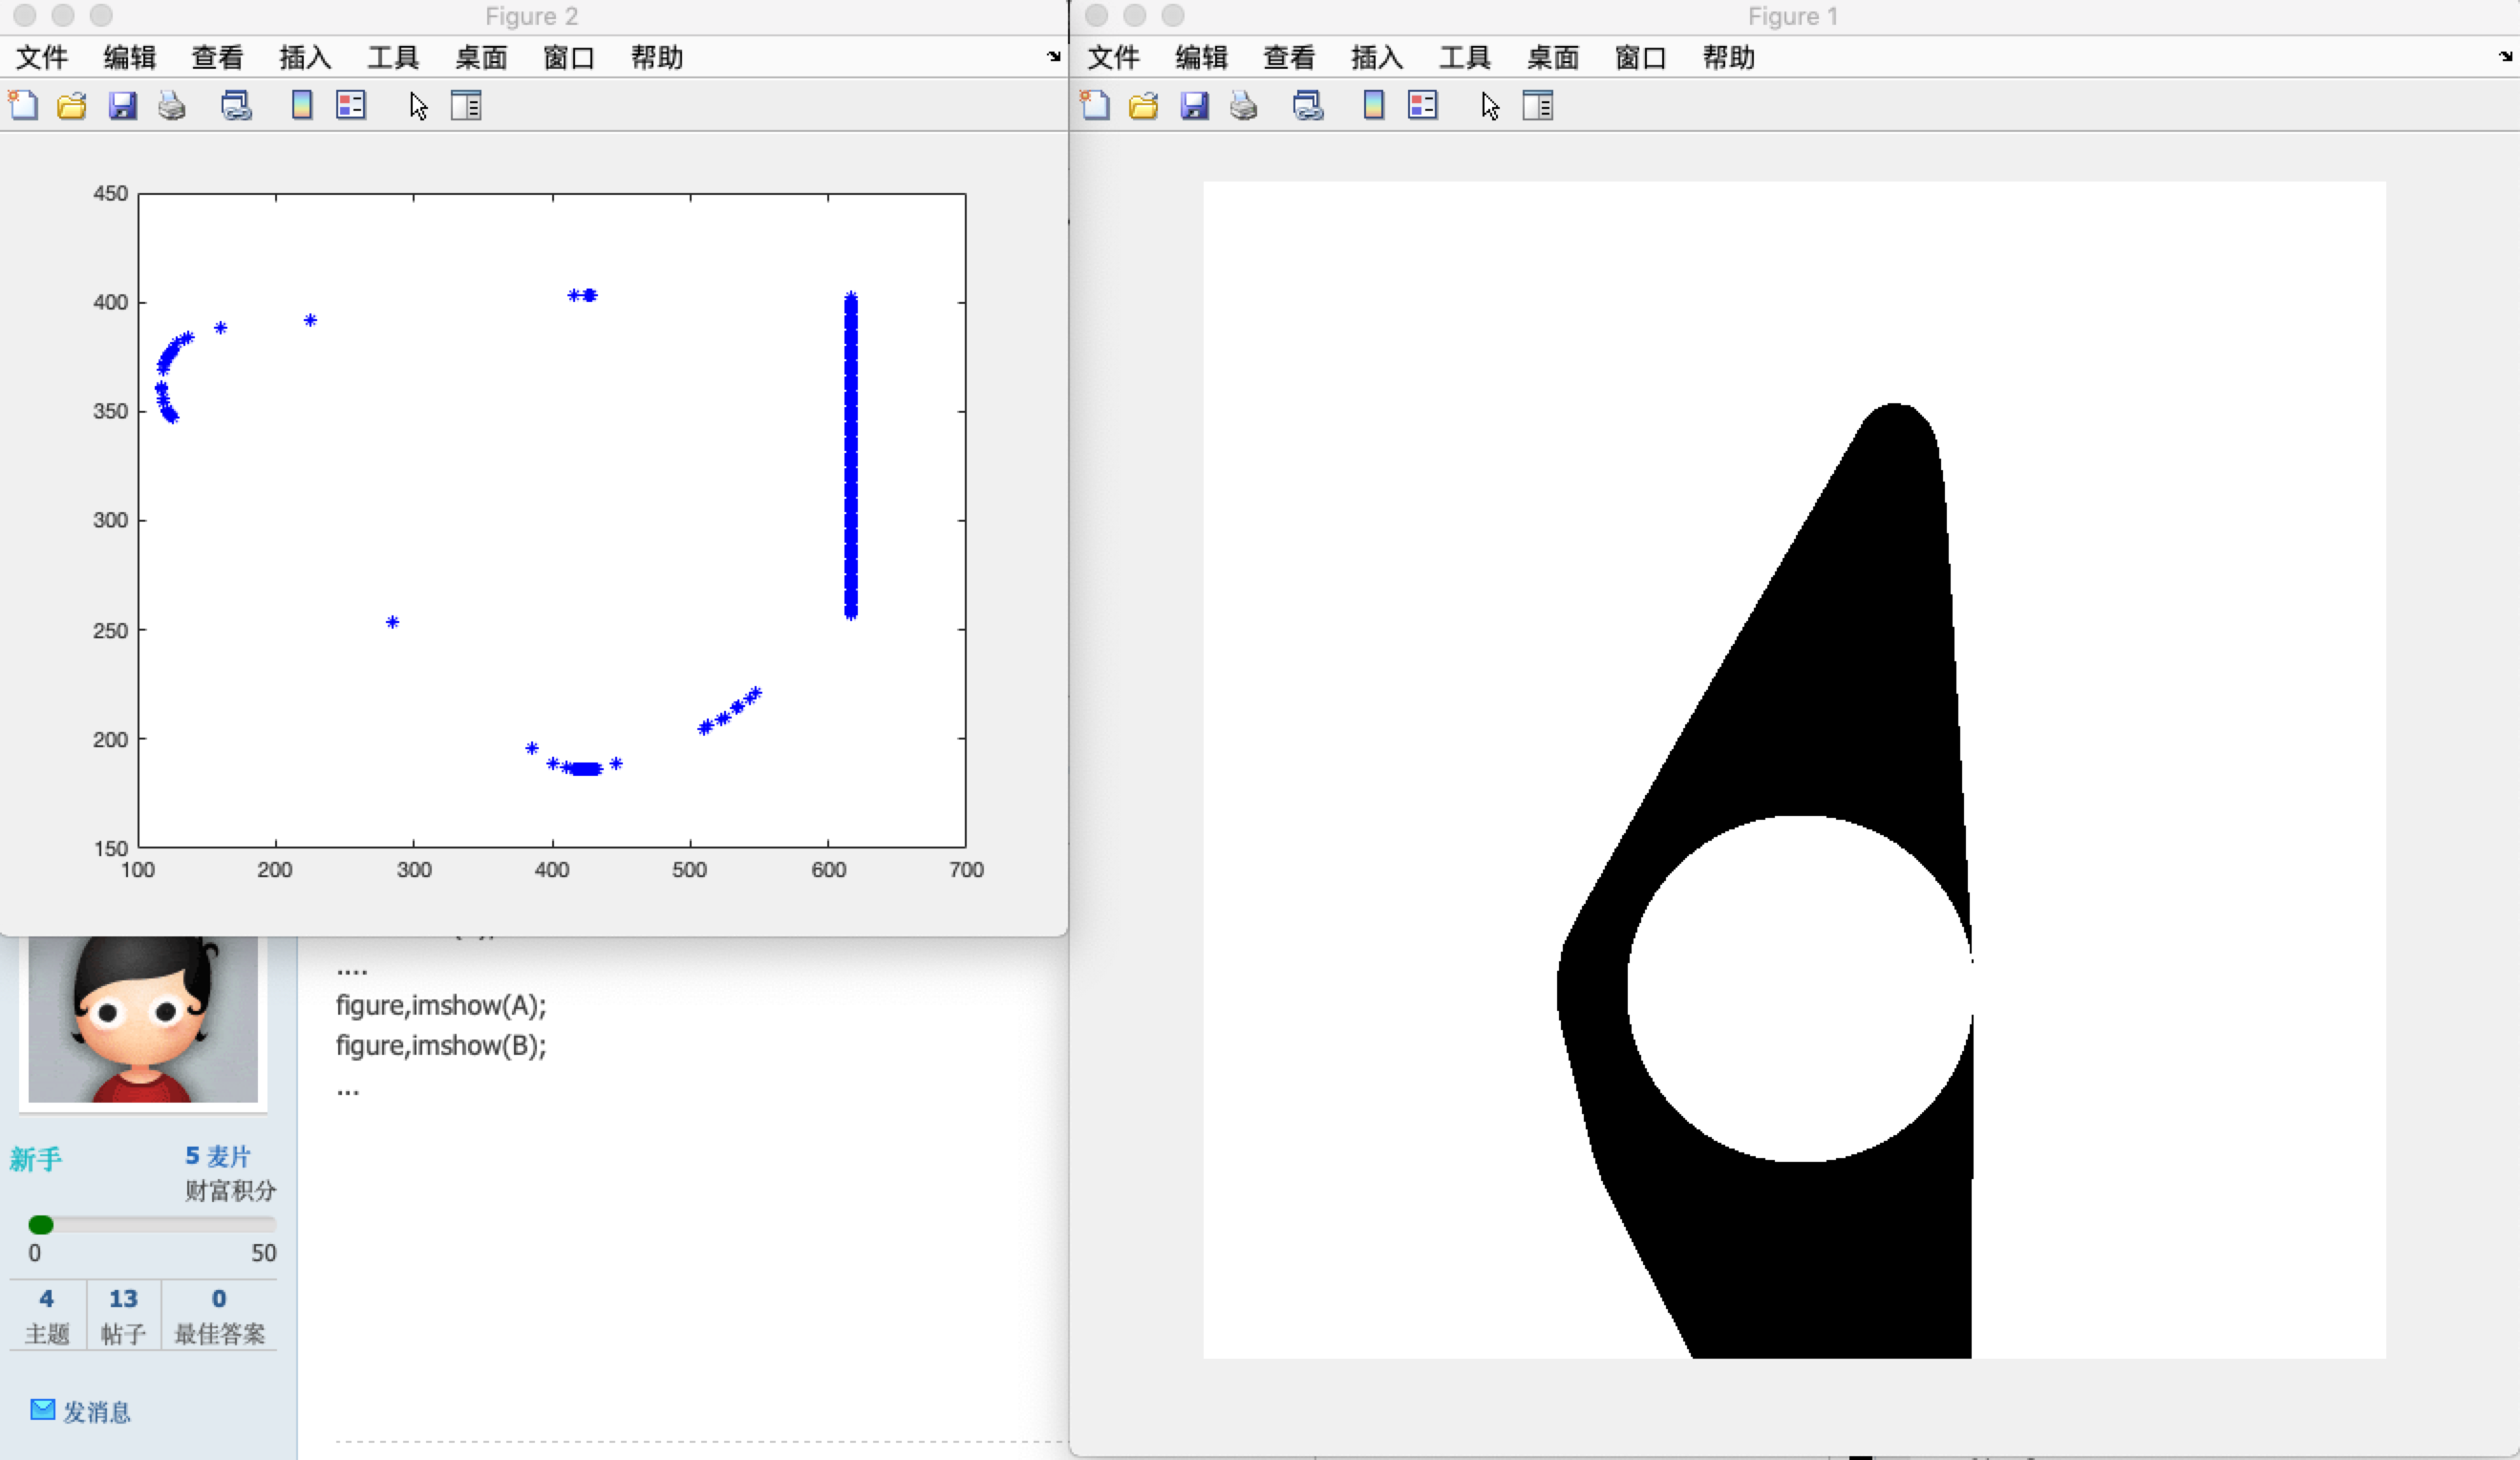 Figure 2
文件 编辑 查看 插入 工具 桌面 窗口 帮助
450
400
350
300
250
200
150
100 200 300 400 500 600 700
Figure 1
文件 编辑 查看 插入 工具 桌面 窗口 帮助
....
figure,imshow(A);
figure,imshow(B);
...
新手
5 麦片
财富积分
0 50
4 13 0
主题 帖子 最佳答案
发消息